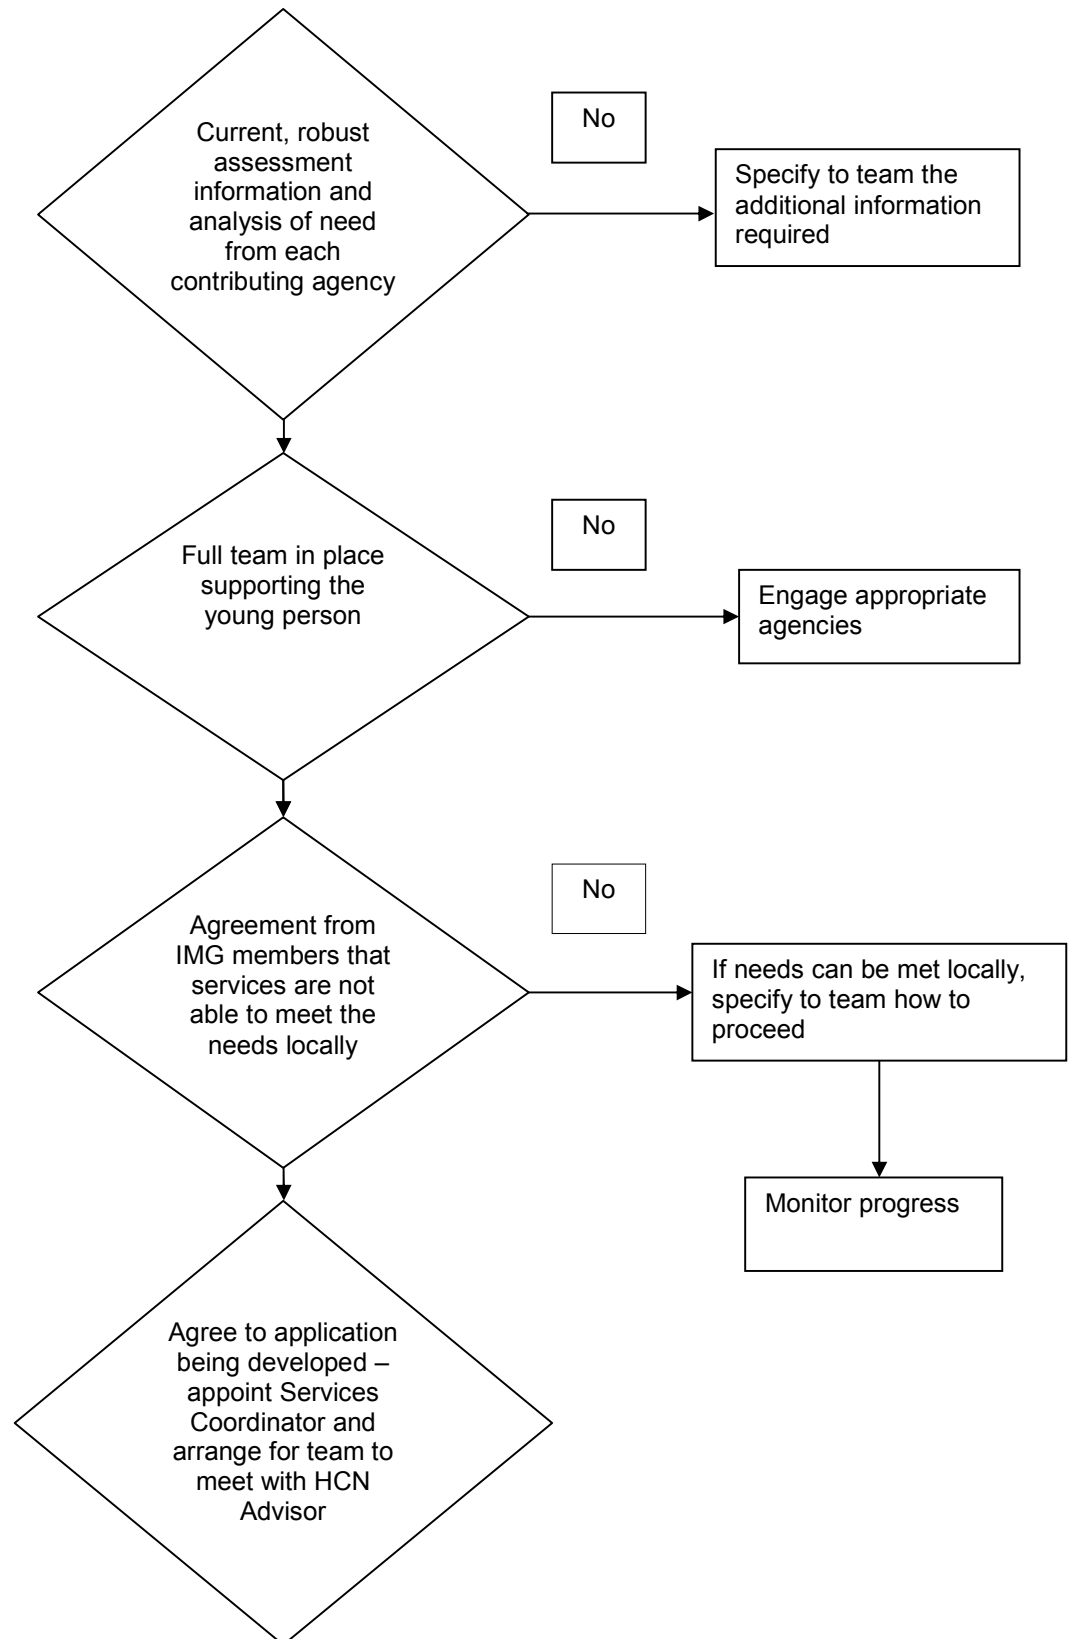 Current, robust
assessment
information and
analysis of need
from each
contributing agency
No
Specify to team the
additional information
required
Full team in place
supporting the
young person
No
Engage appropriate
agencies
Agreement from
IMG members that
services are not
able to meet the
needs locally
No
If needs can be met locally,
specify to team how to
proceed
Monitor progress
Agree to application
being developed –
appoint Services
Coordinator and
arrange for team to
meet with HCN
Advisor